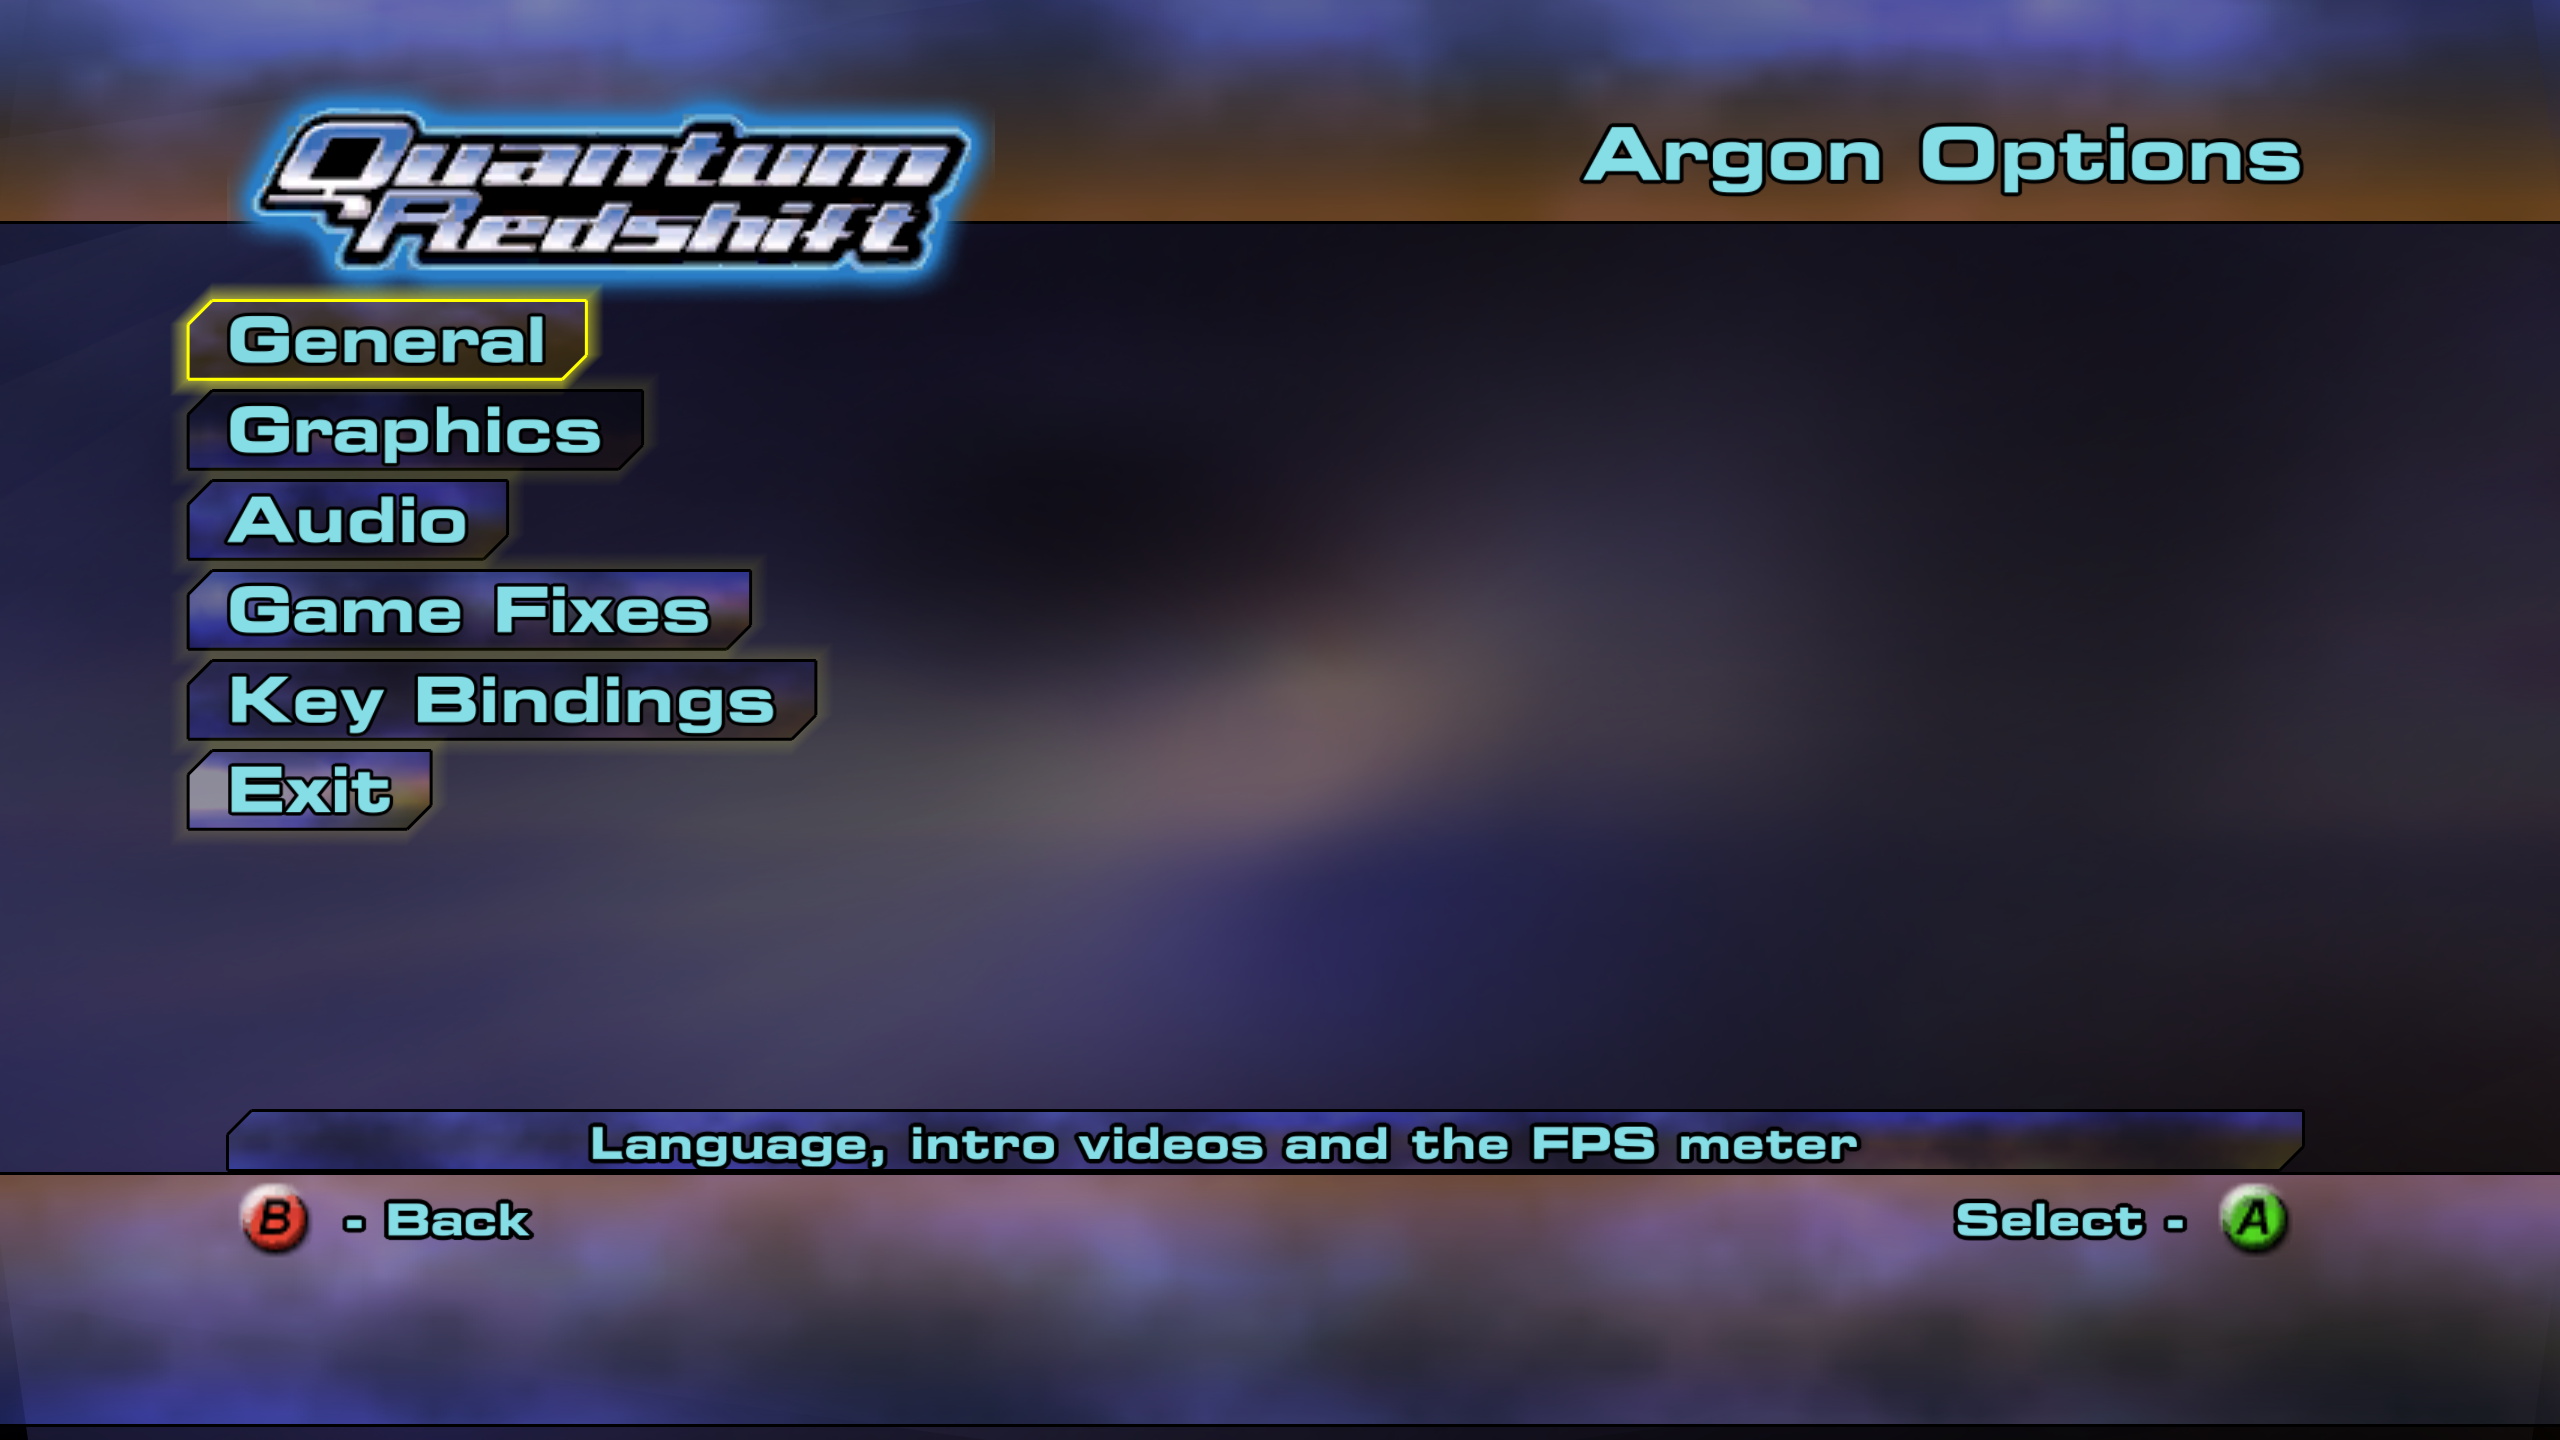 Quantum
Redshift
Argon Options
General
Graphics
Audio
Game Fixes
Key Bindings
Exit
Language, intro videos and the FPS meter
B - Back
Select - A